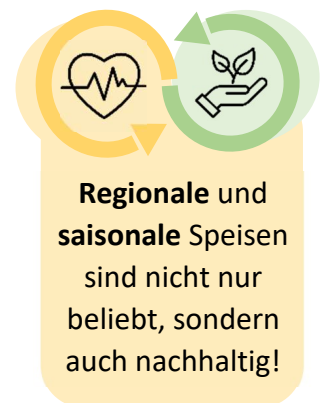 Regionale und
saisonale Speisen
sind nicht nur
beliebt, sondern
auch nachhaltig!